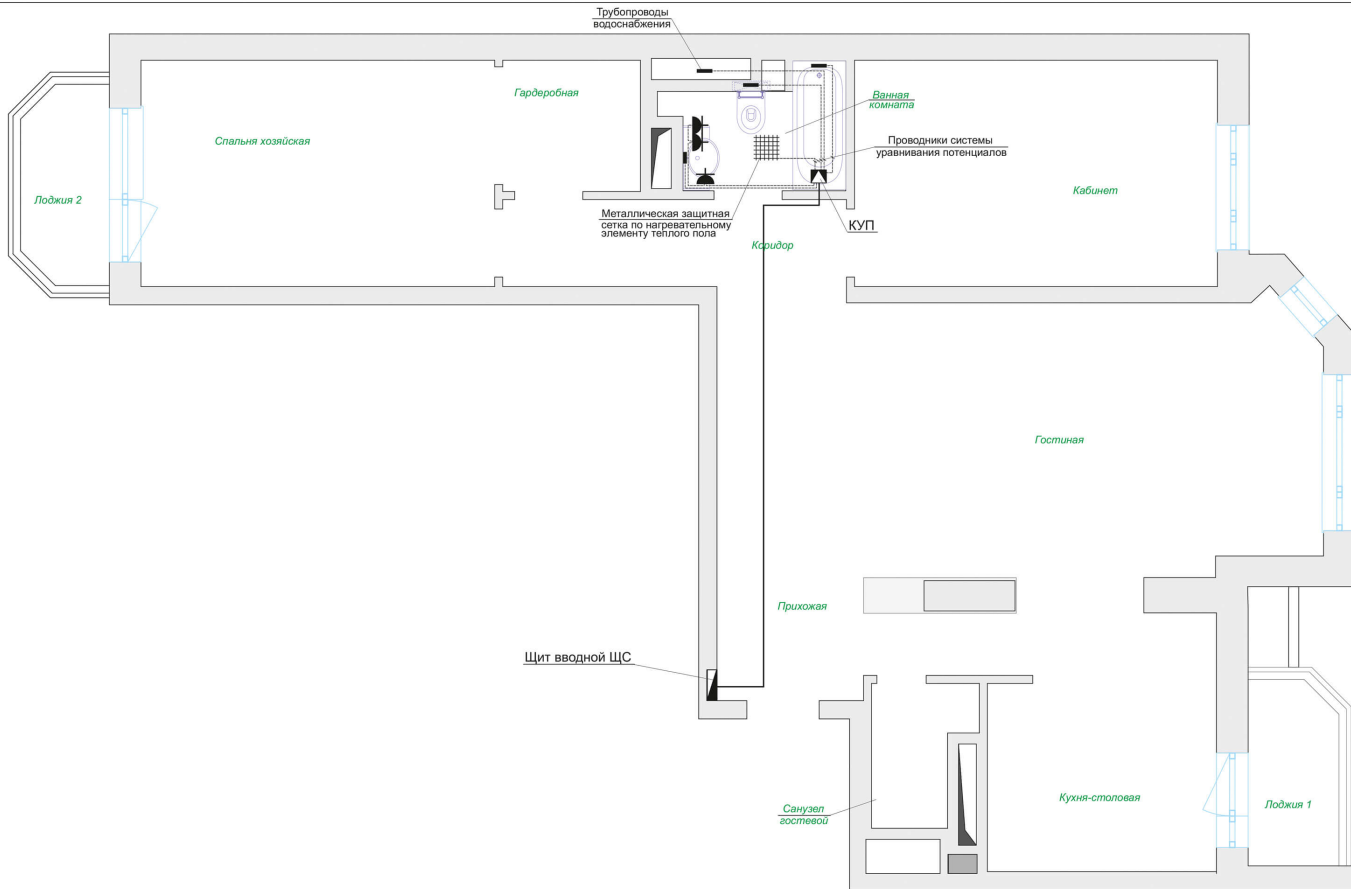 Трубопроводы
водоснабжения
Гардеробная
Ванная
комната
Спальня хозяйская
Проводники системы
уравнивания потенциалов
Лоджия 2
Кабинет
Металлическая защитная
сетка по нагревательному
элементу теплого пола
КУП
Коридор
Гостиная
Прихожая
Щит вводной ЩС
Санузел
гостевой
Кухня-столовая
Лоджия 1